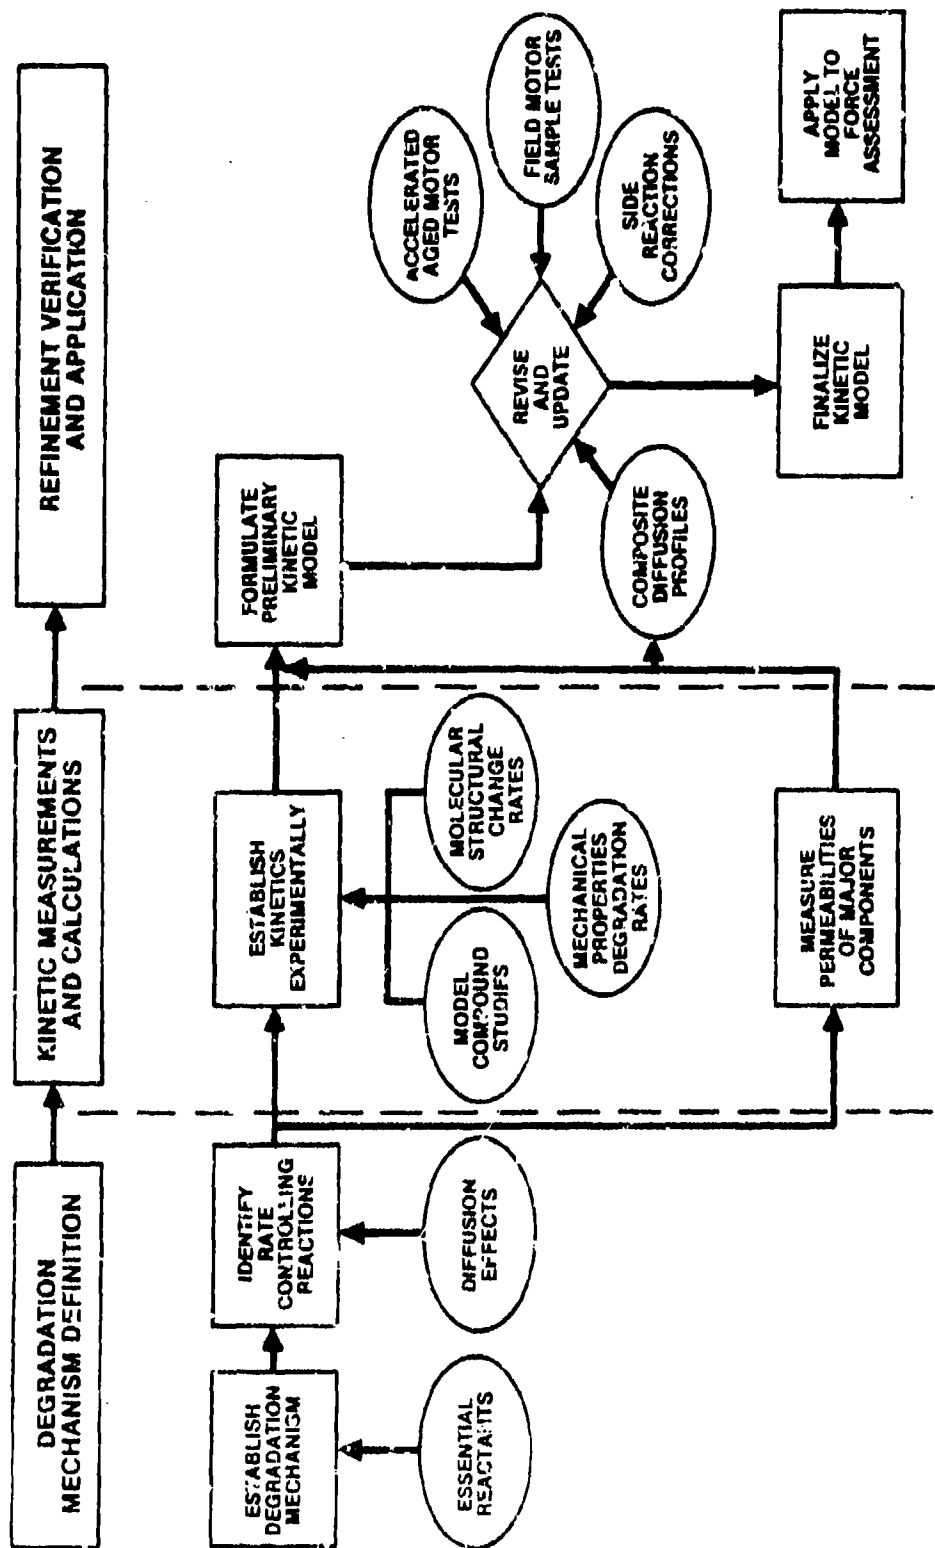 DEGRADATION
MECHANISM DEFINITION
KINETIC MEASUREMENTS
AND CALCULATIONS
REFINEMENT VERIFICATION
AND APPLICATION
ESTABLISH
DEGRADATION
MECHANISM
ESSENTIAL
REACTANTS
IDENTIFY
RATE
CONTROLLING
REACTIONS
DIFFUSION
EFFECTS
ESTABLISH
KINETICS
EXPERIMENTALLY
MODEL
COMPOUND
STUDIES
MOLECULAR
STRUCTURAL
CHANGE
RATES
MECHANICAL
PROPERTIES
DEGRADATION
RATES
MEASURE
PERMEABILITIES
OF MAJOR
COMPONENTS
FORMULATE
PRELIMINARY
KINETIC
MODEL
COMPOSITE
DIFFUSION
PROFILES
REVISE
AND
UPDATE
ACCELERATED
AGED MOTOR
TESTS
FIELD MOTOR
SAMPLE TESTS
SIDE
REACTION
CORRECTIONS
FINALIZE
KINETIC
MODEL
APPLY
MODEL TO
FORCE
ASSESSMENT